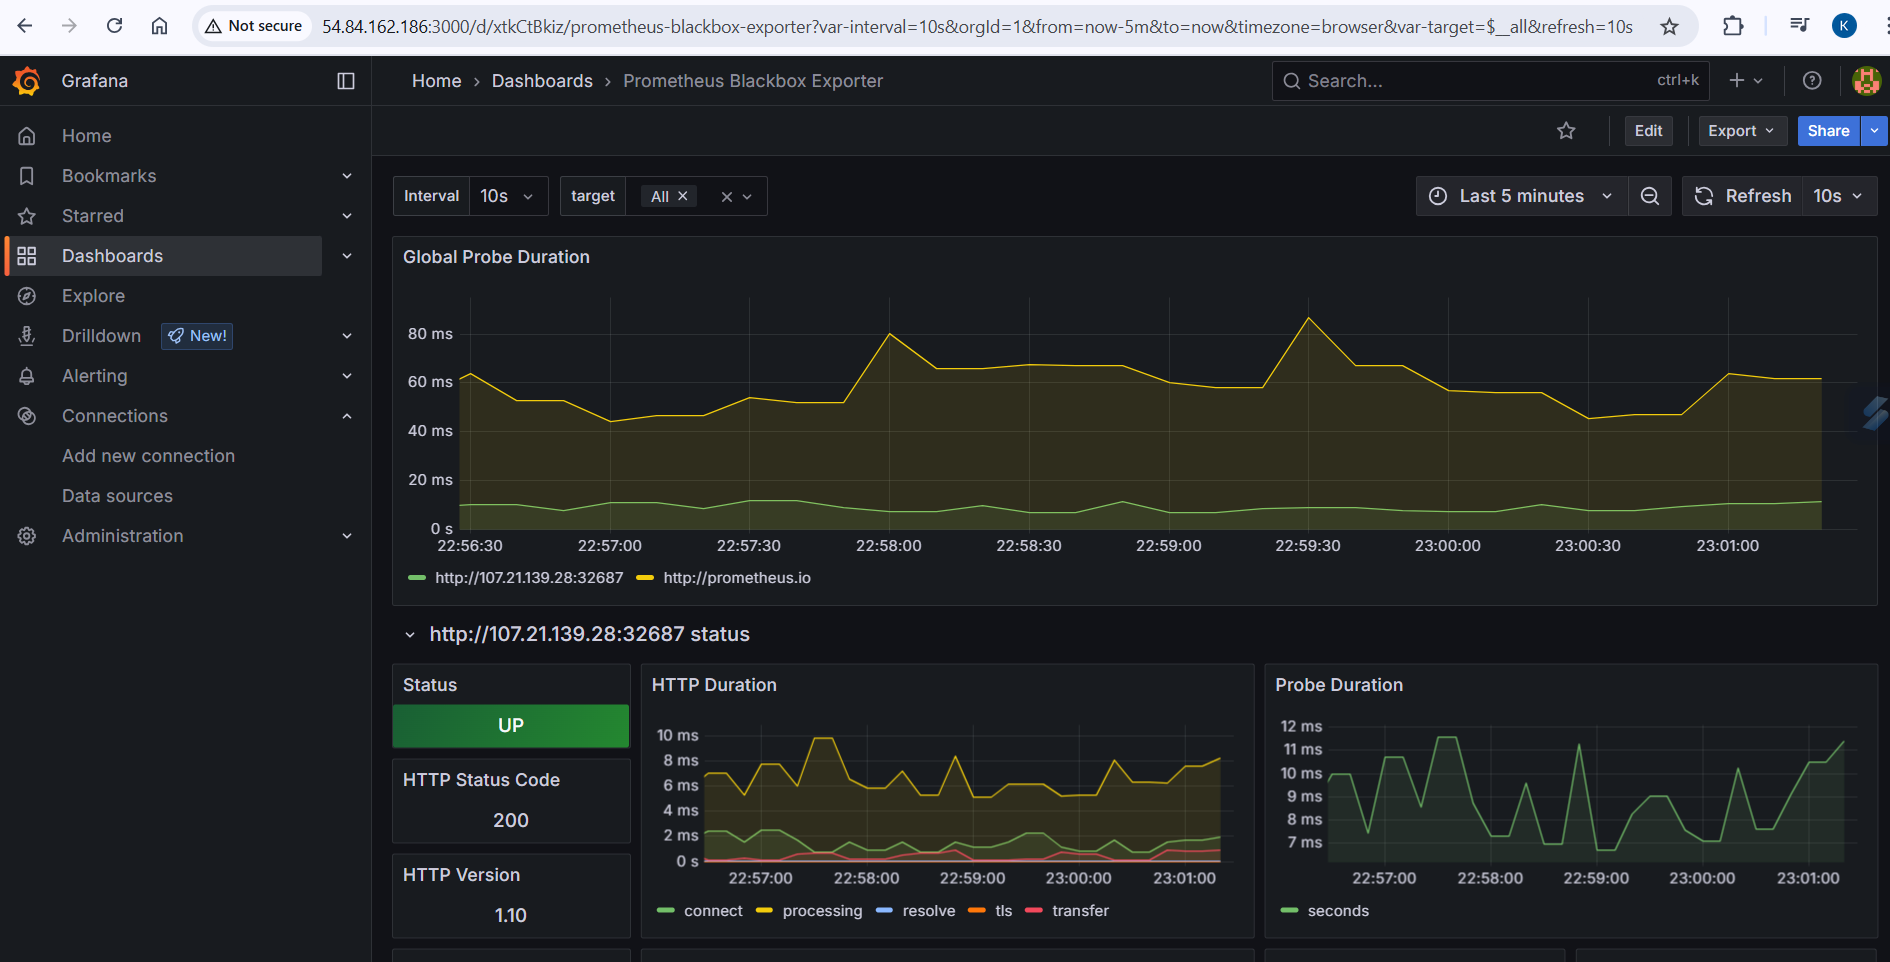 Not secure 54.84.162.186:3000/d/xtkCtBkiz/prometheus-blackbox-exporter?var-interval=10s&orgId=1&from=now-5m&to=now&timezone=browser&var-target=$__all&refresh=10s K
Grafana
Home › Dashboards › Prometheus Blackbox Exporter
Search... ctrl+k
Edit Export Share
Home
Bookmarks
Starred
Dashboards
Explore
Drilldown New!
Alerting
Connections
Add new connection
Data sources
Administration
Interval 10s target All Last 5 minutes Refresh 10s
Global Probe Duration
80 ms
60 ms
40 ms
20 ms
0 s
22:56:30 22:57:00 22:57:30 22:58:00 22:58:30 22:59:00 22:59:30 23:00:00 23:00:30 23:01:00
http://107.21.139.28:32687 http://prometheus.io
http://107.21.139.28:32687 status
Status
UP
HTTP Status Code
200
HTTP Version
1.10
HTTP Duration
10 ms
8 ms
6 ms
4 ms
2 ms
0 s
22:57:00 22:58:00 22:59:00 23:00:00 23:01:00
connect processing resolve tls transfer
Probe Duration
12 ms
11 ms
10 ms
9 ms
8 ms
7 ms
22:57:00 22:58:00 22:59:00 23:00:00 23:01:00
seconds